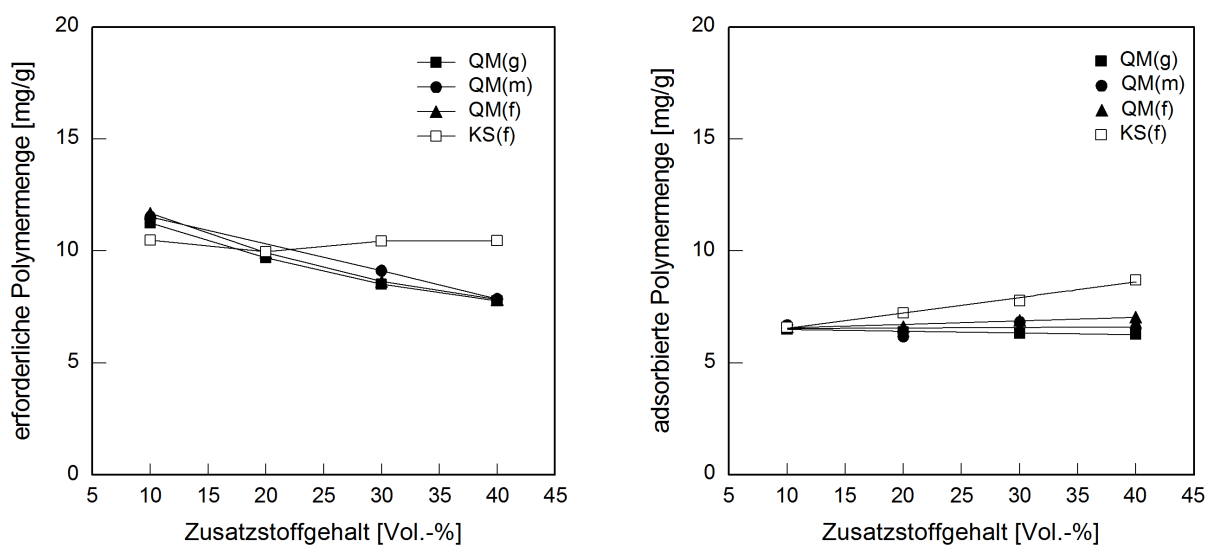 erforderliche Polymermenge [mg/g]
20
15
10
5
0
QM(g)
QM(m)
QM(f)
KS(f)
5 10 15 20 25 30 35 40 45
Zusatzstoffgehalt [Vol.-%]
adsorbierte Polymermenge [mg/g]
20
15
10
5
0
QM(g)
QM(m)
QM(f)
KS(f)
5 10 15 20 25 30 35 40 45
Zusatzstoffgehalt [Vol.-%]